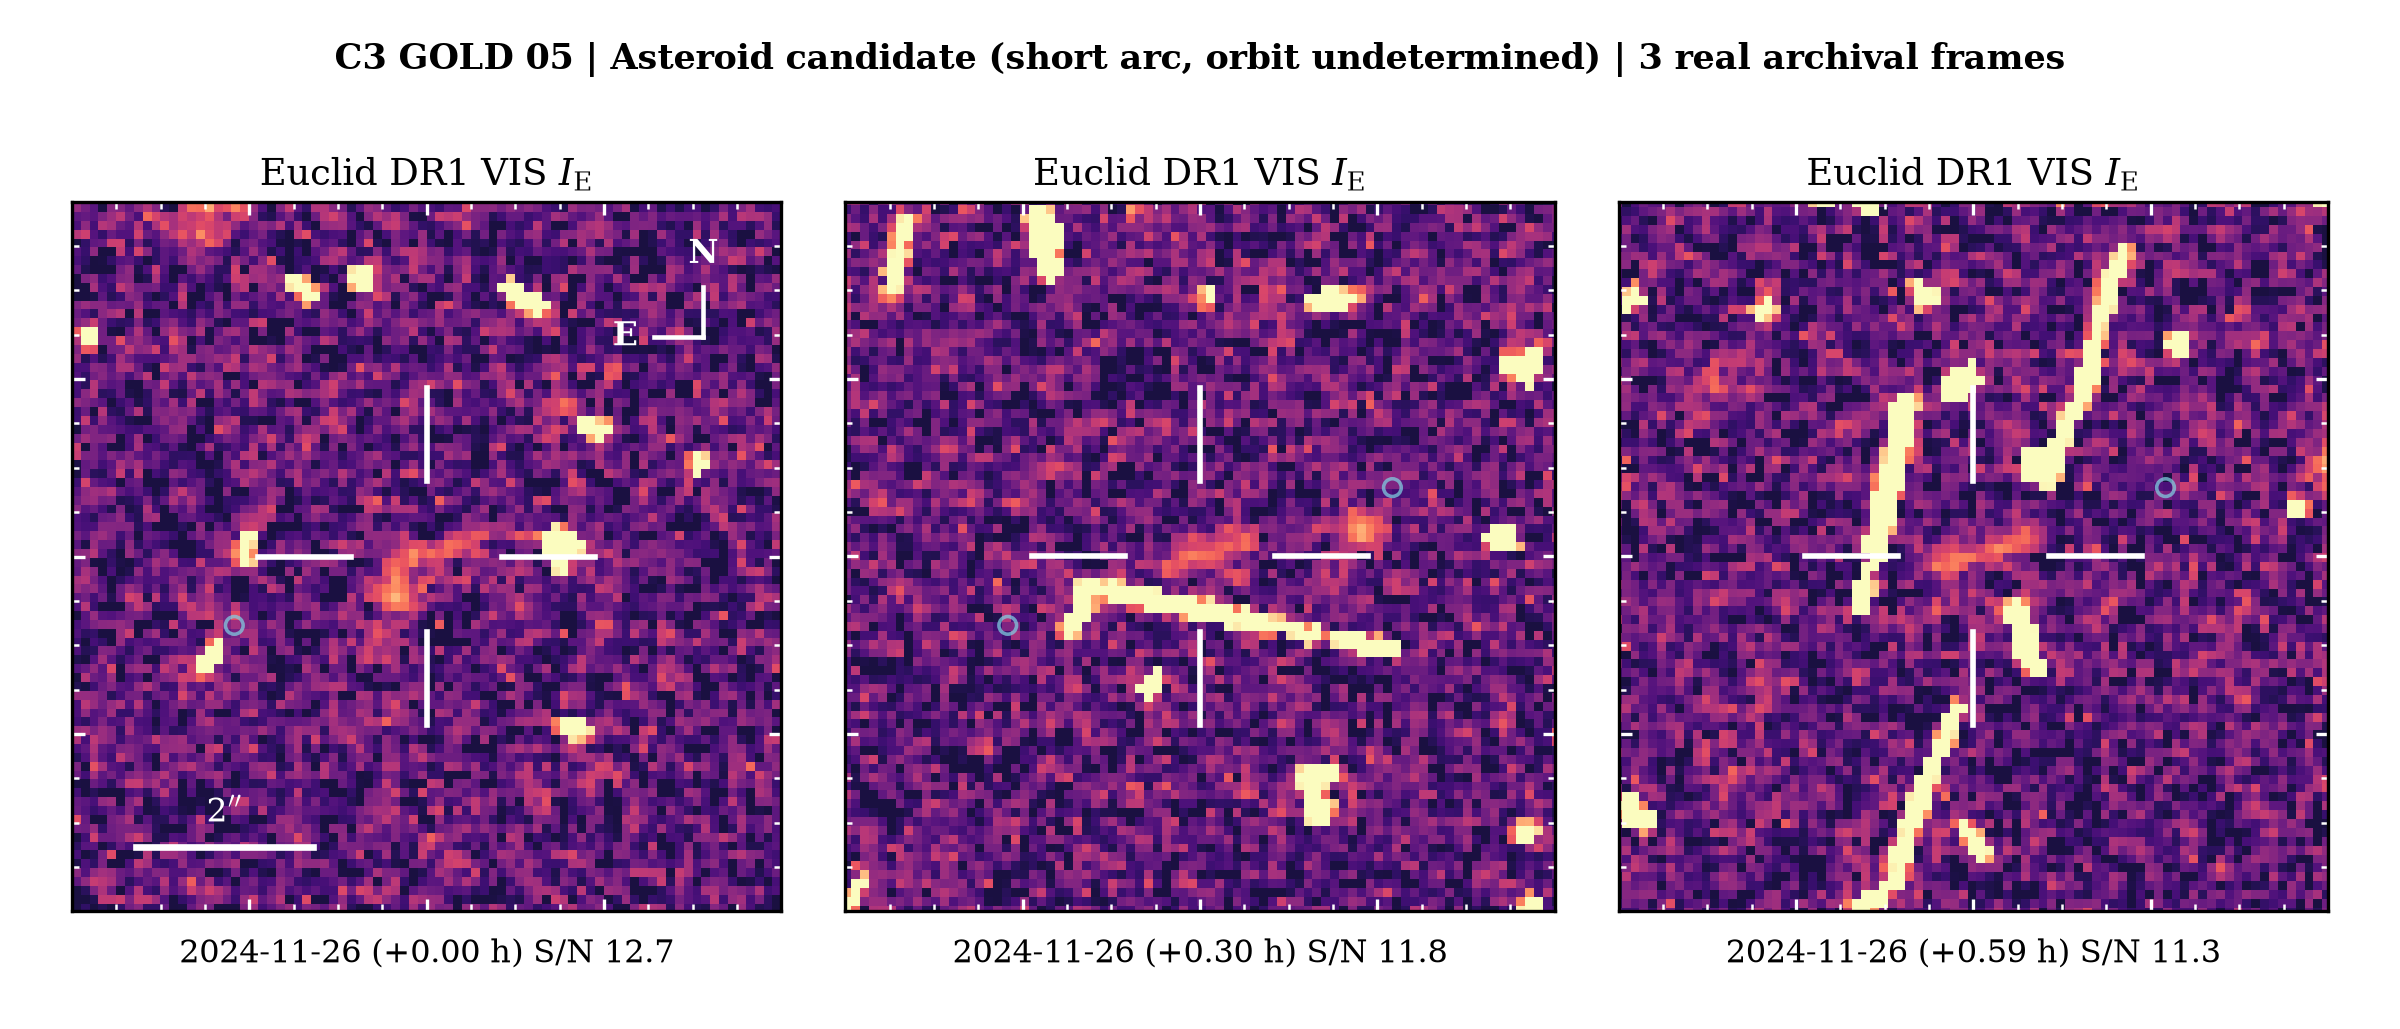 C3 GOLD 05 | Asteroid candidate (short arc, orbit undetermined) | 3 real archival frames
Euclid DR1 VIS I_E
Euclid DR1 VIS I_E
Euclid DR1 VIS I_E
N
E
2″
2024-11-26 (+0.00 h) S/N 12.7
2024-11-26 (+0.30 h) S/N 11.8
2024-11-26 (+0.59 h) S/N 11.3